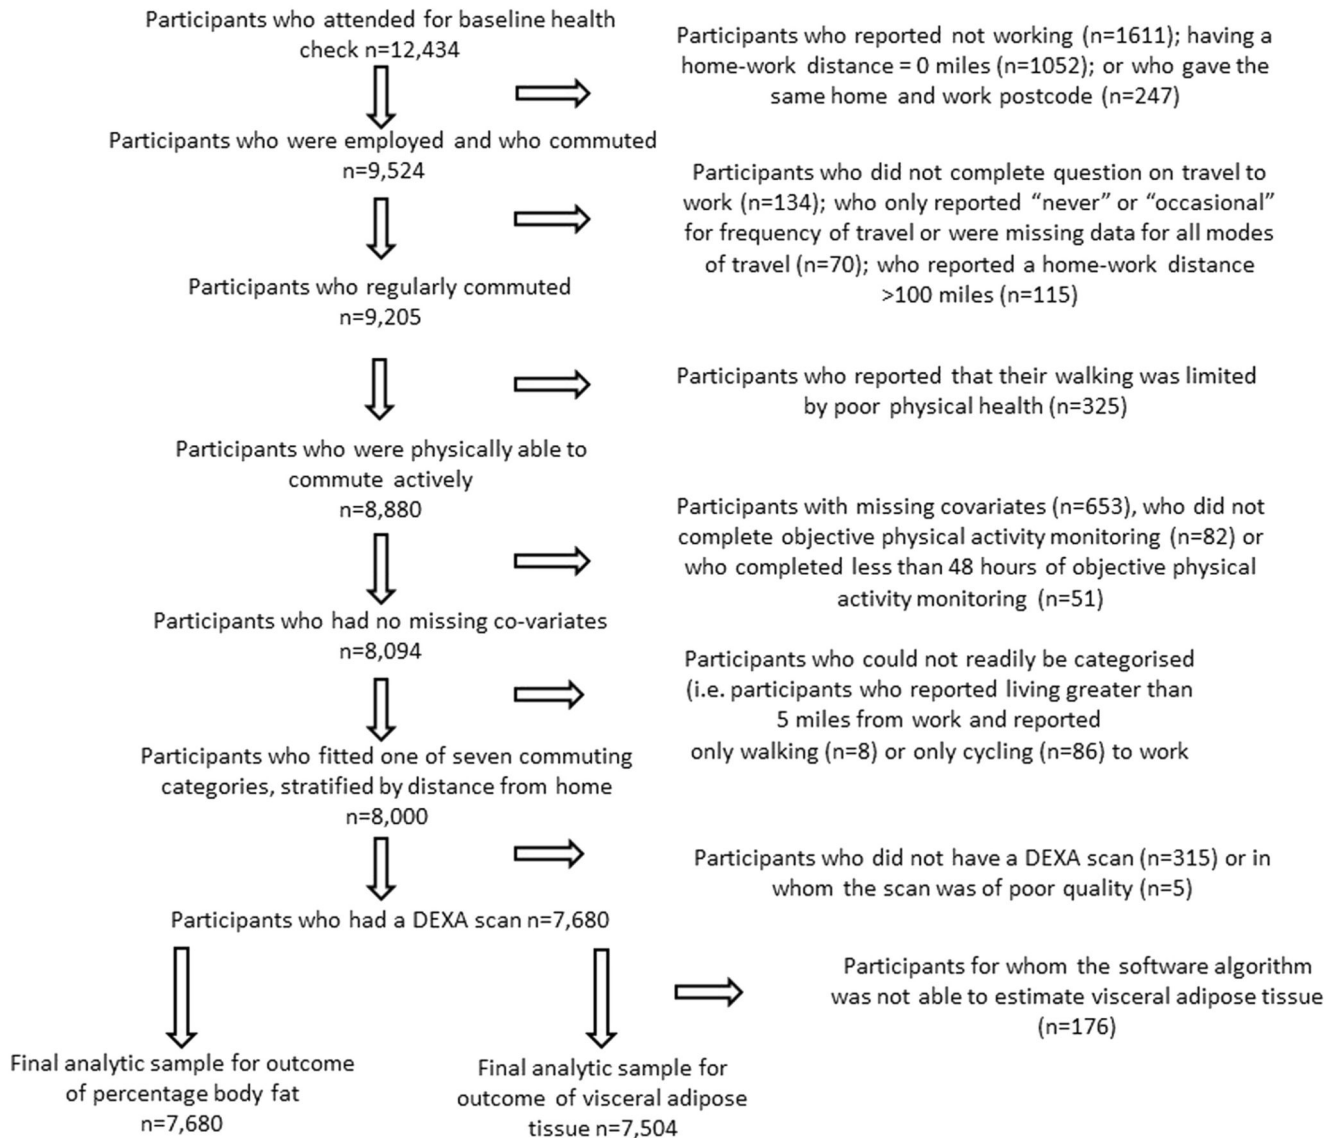 Participants who attended for baseline health
check n=12,434
Participants who reported not working (n=1611); having a
home-work distance = 0 miles (n=1052); or who gave the
same home and work postcode (n=247)
Participants who were employed and who commuted
n=9,524
Participants who did not complete question on travel to
work (n=134); who only reported “never” or “occasional”
for frequency of travel or were missing data for all modes
of travel (n=70); who reported a home-work distance
>100 miles (n=115)
Participants who regularly commuted
n=9,205
Participants who reported that their walking was limited
by poor physical health (n=325)
Participants who were physically able to
commute actively
n=8,880
Participants with missing covariates (n=653), who did not
complete objective physical activity monitoring (n=82) or
who completed less than 48 hours of objective physical
activity monitoring (n=51)
Participants who had no missing co-variates
n=8,094
Participants who could not readily be categorised
(i.e. participants who reported living greater than
5 miles from work and reported
only walking (n=8) or only cycling (n=86) to work
Participants who fitted one of seven commuting
categories, stratified by distance from home
n=8,000
Participants who did not have a DEXA scan (n=315) or in
whom the scan was of poor quality (n=5)
Participants who had a DEXA scan n=7,680
Participants for whom the software algorithm
was not able to estimate visceral adipose tissue
(n=176)
Final analytic sample for outcome
of percentage body fat
n=7,680
Final analytic sample for
outcome of visceral adipose
tissue n=7,504